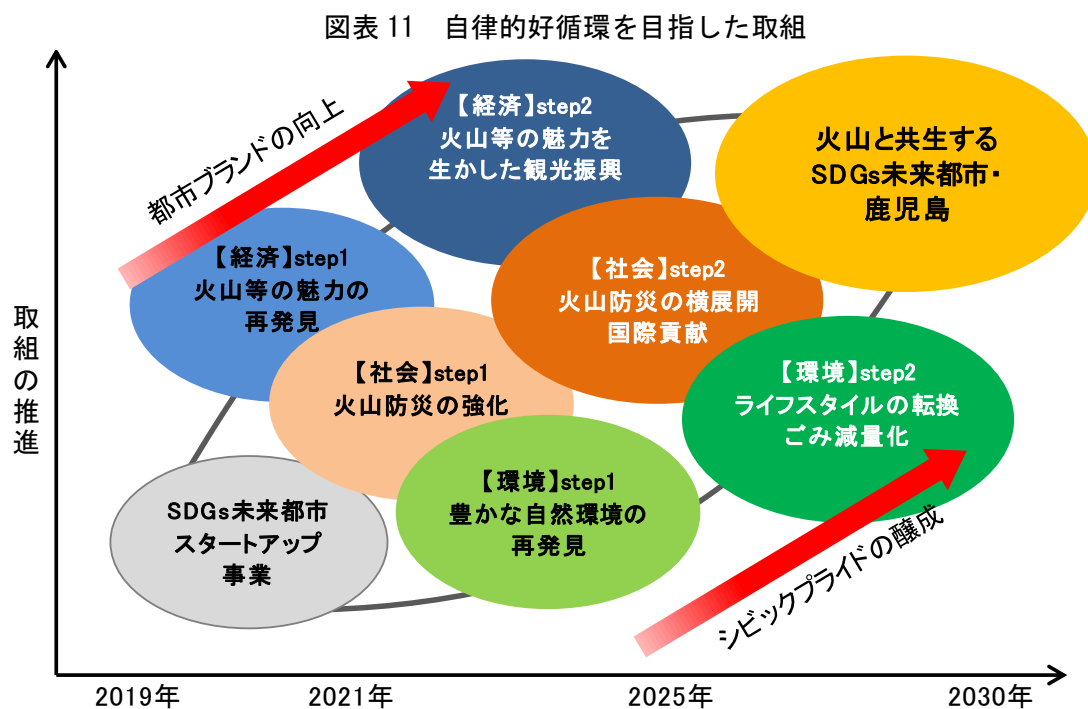 図表 11　自律的好循環を目指した取組
都市ブランドの向上
【経済】step2
火山等の魅力を
生かした観光振興
火山と共生する
SDGs未来都市・
鹿児島
【経済】step1
火山等の魅力の
再発見
【社会】step2
火山防災の横展開
国際貢献
取組の推進
【社会】step1
火山防災の強化
【環境】step2
ライフスタイルの転換
ごみ減量化
SDGs未来都市
スタートアップ
事業
【環境】step1
豊かな自然環境の
再発見
シビックプライドの醸成
2019年
2021年
2025年
2030年